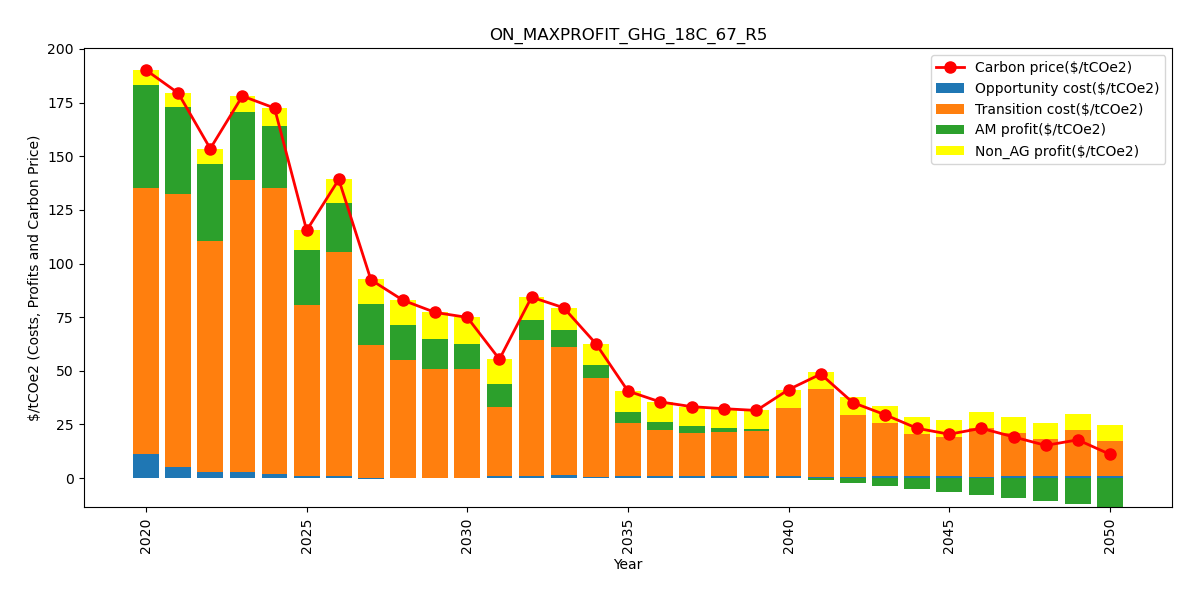 ON_MAXPROFIT_GHG_18C_67_R5
$/tCOe2 (Costs, Profits and Carbon Price)
200
175
150
125
100
75
50
25
0
Carbon price($/tCOe2)
Opportunity cost($/tCOe2)
Transition cost($/tCOe2)
AM profit($/tCOe2)
Non_AG profit($/tCOe2)
2020
2025
2030
2035
2040
2045
2050
Year